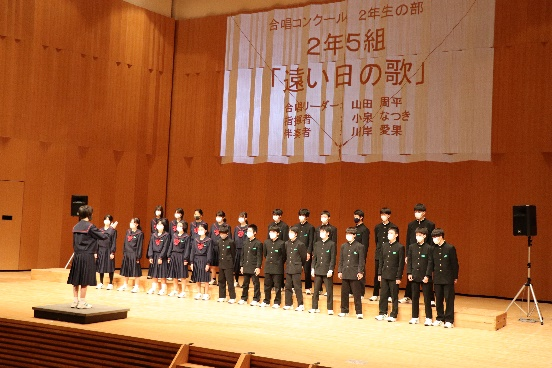 合唱コンクール 2年生の部
2年5組
「遠い日の歌」
合唱リーダー 山田 周平
指揮者 小泉 なつき
伴奏者 川岸 愛果